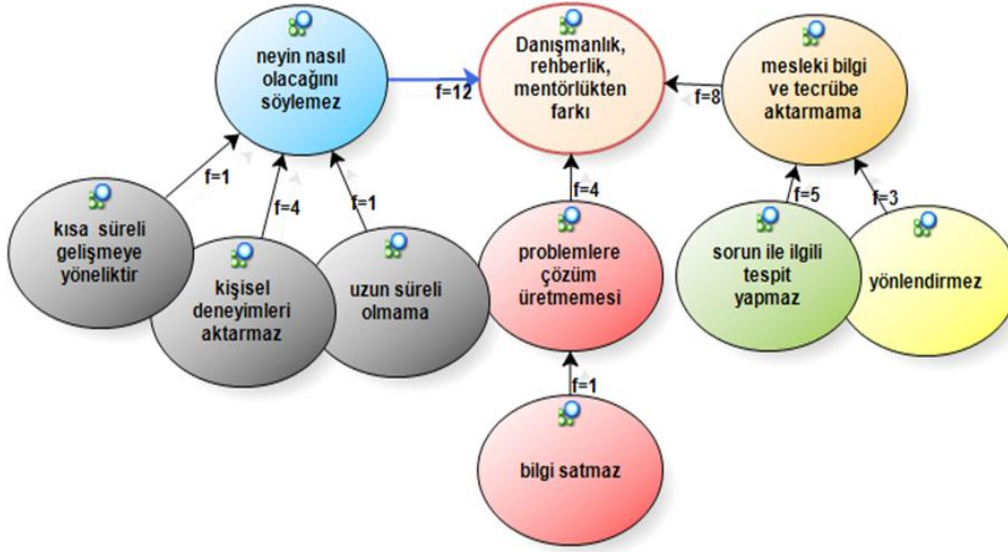 neyin nasıl
olacağını
söylemez
f=12
Danışmanlık,
rehberlik,
mentörlükten
farkı
f=8
mesleki bilgi
ve tecrübe
aktarmama
f=1
f=4
f=1
f=4
f=5
f=3
kısa süreli
gelişmeye
yöneliktir
kişisel
deneyimleri
aktarmaz
uzun süreli
olmama
problemlere
çözüm
üretmemesi
sorun ile ilgili
tespit
yapmaz
yönlendirmez
f=1
bilgi satmaz